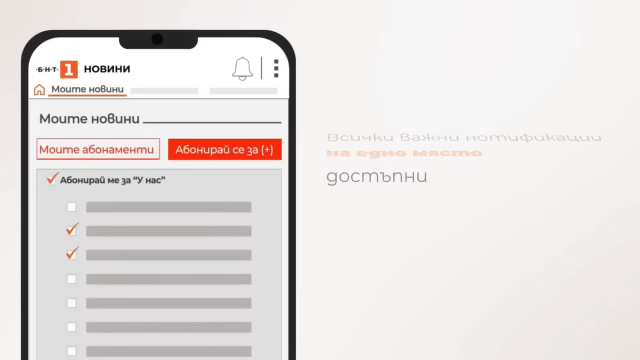 ·Б·Н·Т· 1 НОВИНИ
Моите новини
Моите новини
Моите абонаменти
Абонирай се за (+)
Абонирай ме за "У нас"
Всички важни нотификации
на едно място
достъпни